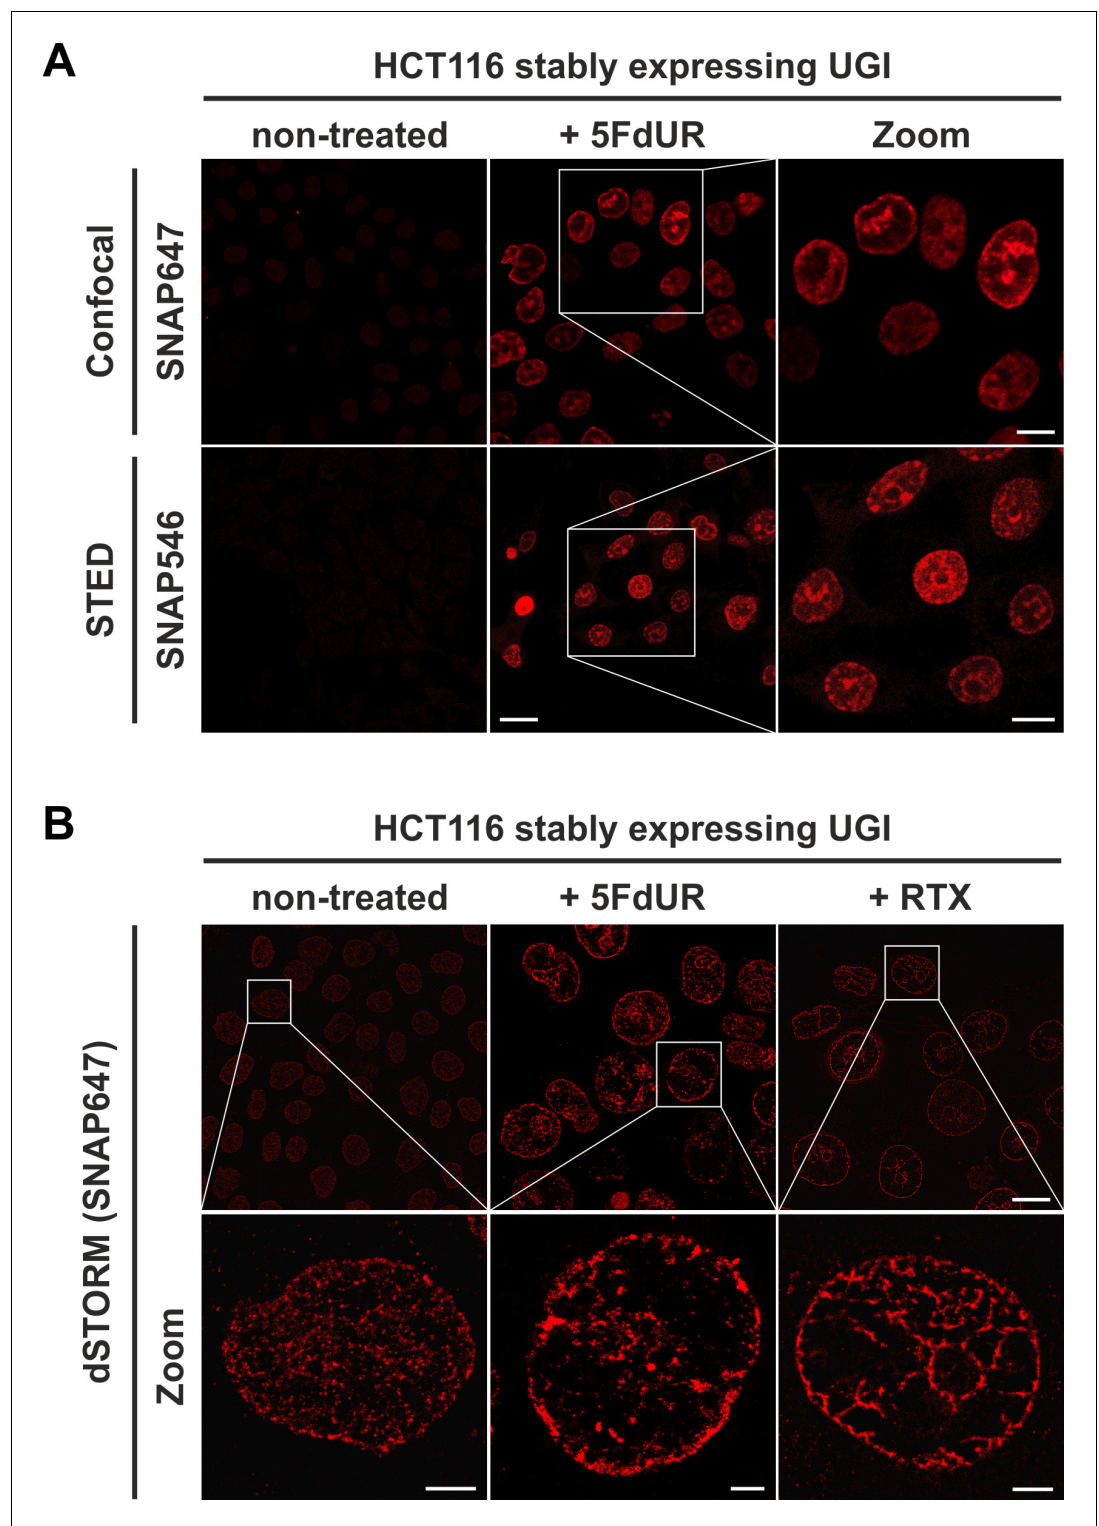 A
HCT116 stably expressing UGI
non-treated
+ 5FdUR
Zoom
Confocal
SNAP647
STED
SNAP546
B
HCT116 stably expressing UGI
non-treated
+ 5FdUR
+ RTX
dSTORM (SNAP647)
Zoom